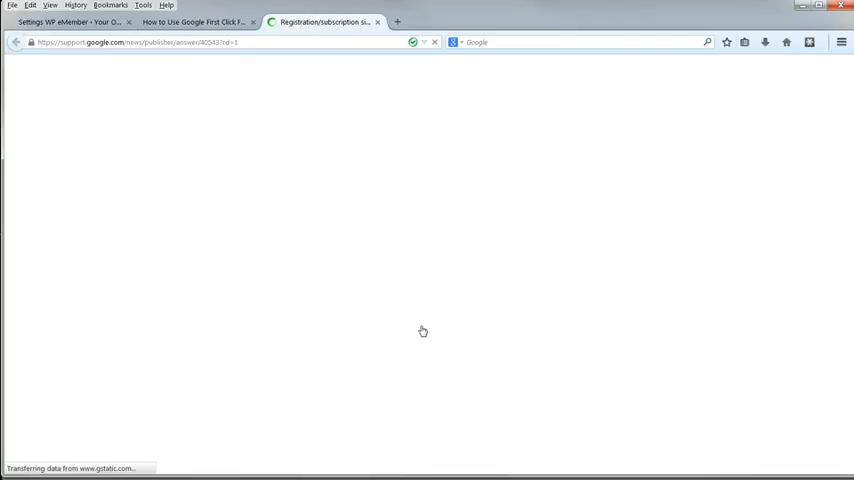 File Edit View History Bookmarks Tools Help
Settings WP eMember ‹ Your O... How to Use Google First Click F... Registration/subscription si...
https://support.google.com/news/publisher/answer/40543?rd=1 Google
Transferring data from www.gstatic.com...